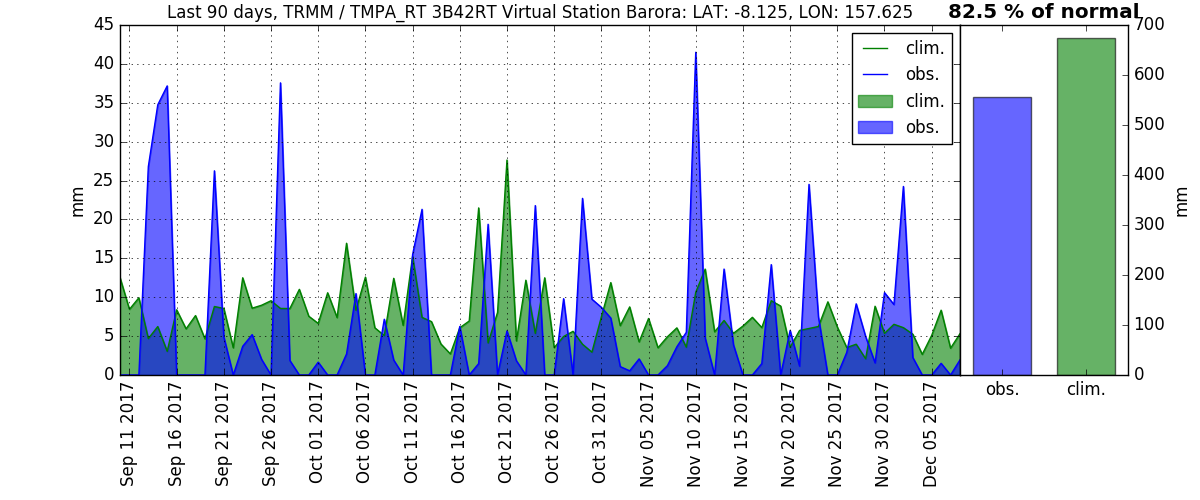 Last 90 days, TRMM / TMPA_RT 3B42RT Virtual Station Barora: LAT: -8.125, LON: 157.625
82.5 % of normal
45
40
35
30
25
20
15
10
5
0
mm
clim.
obs.
clim.
obs.
Sep 11 2017
Sep 16 2017
Sep 21 2017
Sep 26 2017
Oct 01 2017
Oct 06 2017
Oct 11 2017
Oct 16 2017
Oct 21 2017
Oct 26 2017
Oct 31 2017
Nov 05 2017
Nov 10 2017
Nov 15 2017
Nov 20 2017
Nov 25 2017
Nov 30 2017
Dec 05 2017
700
600
500
400
300
200
100
0
mm
obs.
clim.